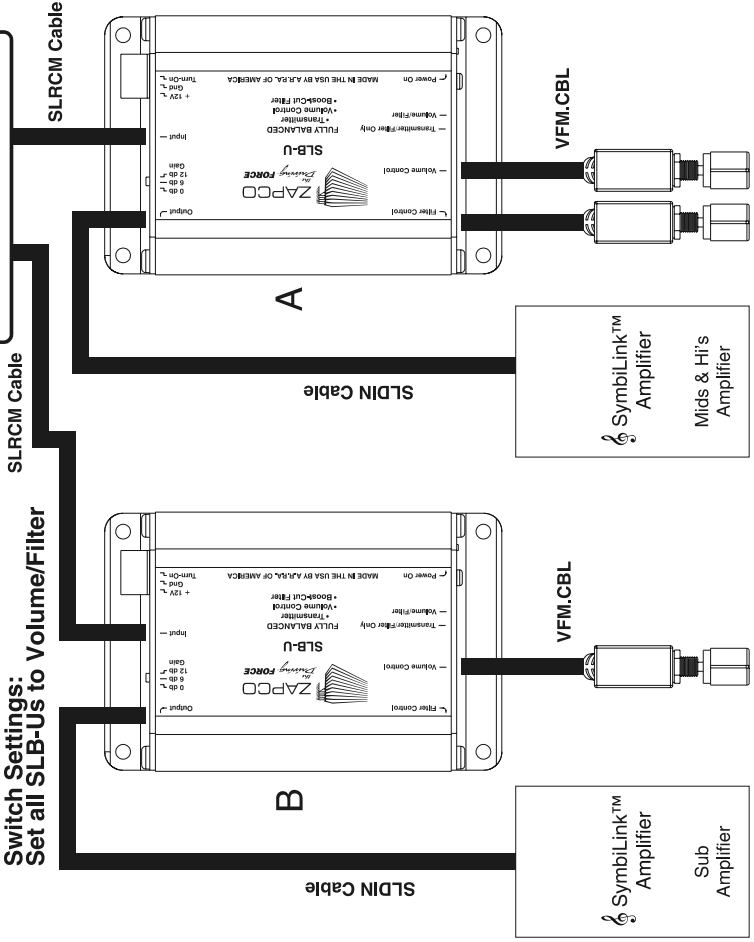 SLRCM Cable
SLRCM Cable
Switch Settings:
Set all SLB-Us to Volume/Filter
Turn-On
Gnd
+ 12V
Input
Gain
12 db
6 db
0 db
Output
MADE IN THE USA BY A.R.P.A. OF AMERICA
• Boost-Cut Filter
• Volume Control
• Transmitter
FULLY BALANCED
SLB-U
the Driving FORCE
ZAPCO
Power On
Volume/Filter
Transmitter/Filter Only
Volume Control
Filter Control
VFM.CBL
A
SLDIN Cable
SymbiLink™
Amplifier
Mids & Hi's
Amplifier
Turn-On
Gnd
+ 12V
Input
Gain
12 db
6 db
0 db
Output
MADE IN THE USA BY A.R.P.A. OF AMERICA
• Boost-Cut Filter
• Volume Control
• Transmitter
FULLY BALANCED
SLB-U
the Driving FORCE
ZAPCO
Power On
Volume/Filter
Transmitter/Filter Only
Volume Control
Filter Control
VFM.CBL
B
SLDIN Cable
SymbiLink™
Amplifier
Sub
Amplifier